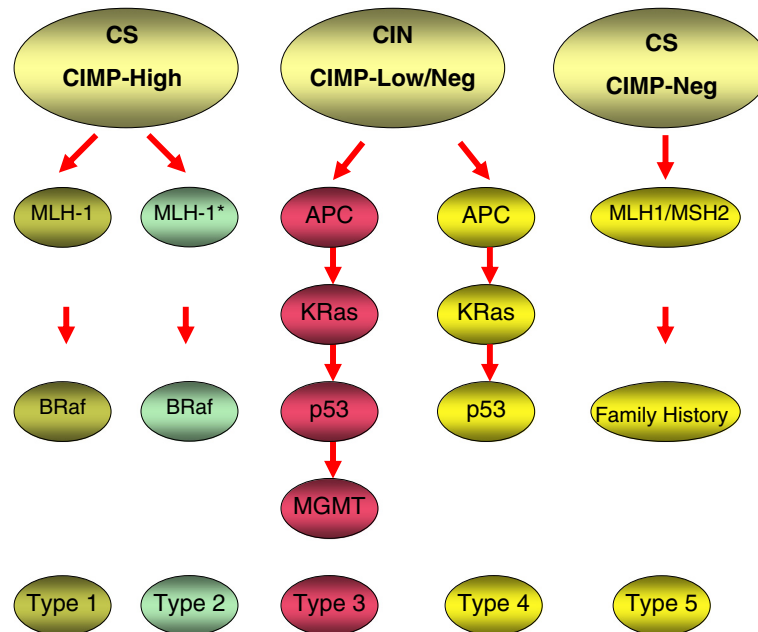 CS
CIMP-High
CIN
CIMP-Low/Neg
CS
CIMP-Neg
MLH-1
MLH-1*
APC
APC
MLH1/MSH2
KRas
KRas
BRaf
BRaf
p53
p53
Family History
MGMT
Type 1
Type 2
Type 3
Type 4
Type 5